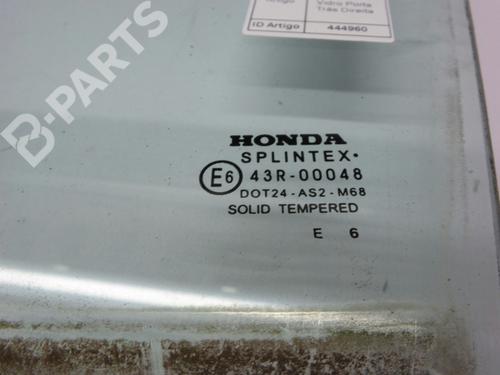 Artigo
Vidro Porta
Trás Direita
ID Artigo 444960
B-PARTS
HONDA
SPLINTEX
E6 43R-00048
DOT24-AS2-M68
SOLID TEMPERED
E 6